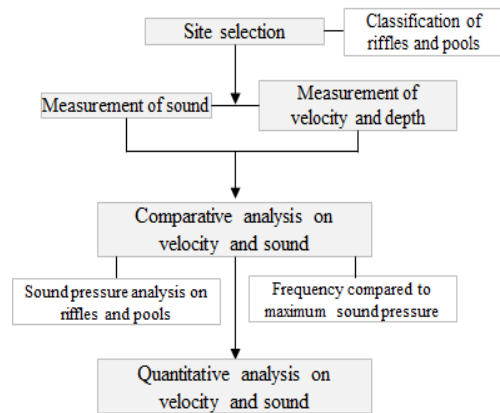 Site selection
Classification of
riffles and pools
Measurement of sound
Measurement of
velocity and depth
Comparative analysis on
velocity and sound
Sound pressure analysis on
riffles and pools
Frequency compared to
maximum sound pressure
Quantitative analysis on
velocity and sound